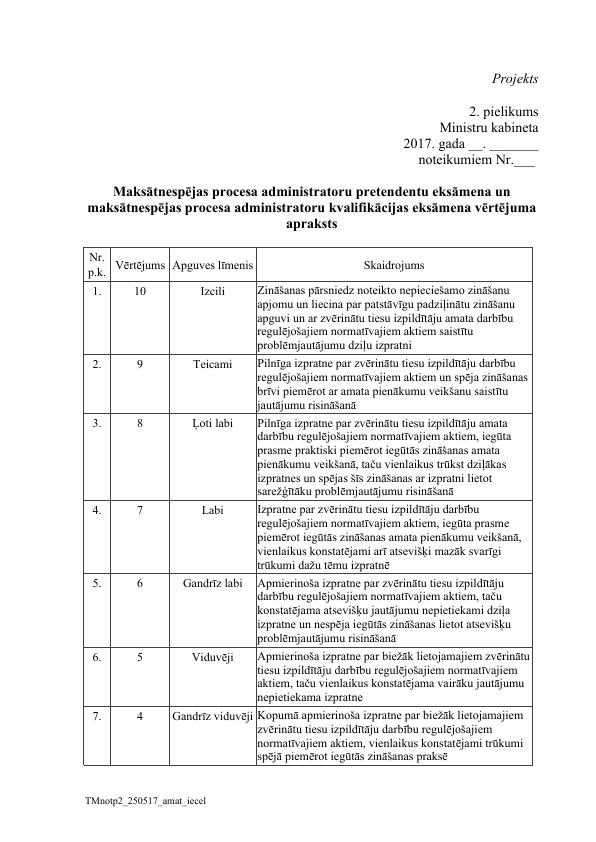 Projekts
2. pielikums
Ministru kabineta
2017. gada __. _______
noteikumiem Nr.___
Maksātnespējas procesa administratoru pretendentu eksāmena un
maksātnespējas procesa administratoru kvalifikācijas eksāmena vērtējuma
apraksts
Nr.
p.k.
Vērtējums
Apguves līmenis
Skaidrojums
1.
10
Izcili
Zināšanas pārsniedz noteikto nepieciešamo zināšanu
apjomu un liecina par patstāvīgu padziļinātu zināšanu
apguvi un ar zvērinātu tiesu izpildītāju amata darbību
regulējošajiem normatīvajiem aktiem saistītu
problēmjautājumu dziļu izpratni
2.
9
Teicami
Pilnīga izpratne par zvērinātu tiesu izpildītāju darbību
regulējošajiem normatīvajiem aktiem un spēja zināšanas
brīvi piemērot ar amata pienākumu veikšanu saistītu
jautājumu risināšanā
3.
8
Ļoti labi
Pilnīga izpratne par zvērinātu tiesu izpildītāju amata
darbību regulējošajiem normatīvajiem aktiem, iegūta
prasme praktiski piemērot iegūtās zināšanas amata
pienākumu veikšanā, taču vienlaikus trūkst dziļākas
izpratnes un spējas šīs zināšanas ar izpratni lietot
sarežģītāku problēmjautājumu risināšanā
4.
7
Labi
Izpratne par zvērinātu tiesu izpildītāju darbību
regulējošajiem normatīvajiem aktiem, iegūta prasme
piemērot iegūtās zināšanas amata pienākumu veikšanā,
vienlaikus konstatējami arī atsevišķi mazāk svarīgi
trūkumi dažu tēmu izpratnē
5.
6
Gandrīz labi
Apmierinoša izpratne par zvērinātu tiesu izpildītāju
darbību regulējošajiem normatīvajiem aktiem, taču
konstatējama atsevišķu jautājumu nepietiekami dziļa
izpratne un nespēja iegūtās zināšanas lietot atsevišķu
problēmjautājumu risināšanā
6.
5
Viduvēji
Apmierinoša izpratne par biežāk lietojamajiem zvērinātu
tiesu izpildītāju darbību regulējošajiem normatīvajiem
aktiem, taču vienlaikus konstatējama vairāku jautājumu
nepietiekama izpratne
7.
4
Gandrīz viduvēji
Kopumā apmierinoša izpratne par biežāk lietojamajiem
zvērinātu tiesu izpildītāju darbību regulējošajiem
normatīvajiem aktiem, vienlaikus konstatējami trūkumi
spējā piemērot iegūtās zināšanas praksē
TMnotp2_250517_amat_iecel